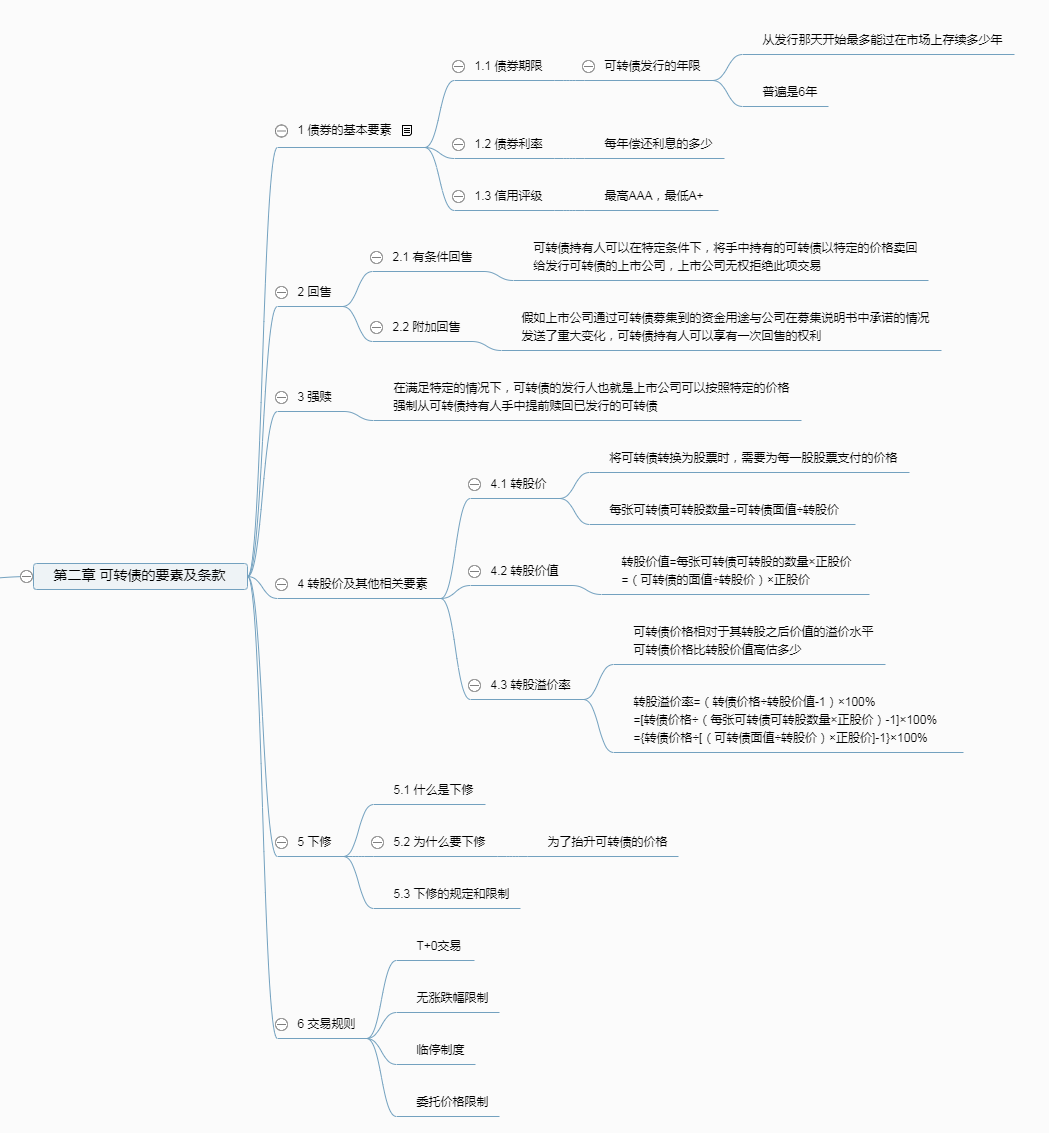 第二章 可转债的要素及条款
1 债券的基本要素
1.1 债券期限
可转债发行的年限
从发行那天开始最多能过在市场上存续多少年
普遍是6年
1.2 债券利率
每年偿还利息的多少
1.3 信用评级
最高AAA，最低A+
2 回售
2.1 有条件回售
可转债持有人可以在特定条件下，将手中持有的可转债以特定的价格卖回
给发行可转债的上市公司，上市公司无权拒绝此项交易
2.2 附加回售
假如上市公司通过可转债募集到的资金用途与公司在募集说明书中承诺的情况
发送了重大变化，可转债持有人可以享有一次回售的权利
3 强赎
在满足特定的情况下，可转债的发行人也就是上市公司可以按照特定的价格
强制从可转债持有人手中提前赎回已发行的可转债
4 转股价及其他相关要素
4.1 转股价
将可转债转换为股票时，需要为每一股股票支付的价格
每张可转债可转股数量=可转债面值÷转股价
4.2 转股价值
转股价值=每张可转债可转股的数量×正股价
=（可转债的面值÷转股价）×正股价
4.3 转股溢价率
可转债价格相对于其转股之后价值的溢价水平
可转债价格比转股价值高估多少
转股溢价率=（转债价格÷转股价值-1）×100%
=[转债价格÷（每张可转债可转股数量×正股价）-1]×100%
={转债价格÷[（可转债面值÷转股价）×正股价]-1}×100%
5 下修
5.1 什么是下修
5.2 为什么要下修
为了抬升可转债的价格
5.3 下修的规定和限制
6 交易规则
T+0交易
无涨跌幅限制
临停制度
委托价格限制